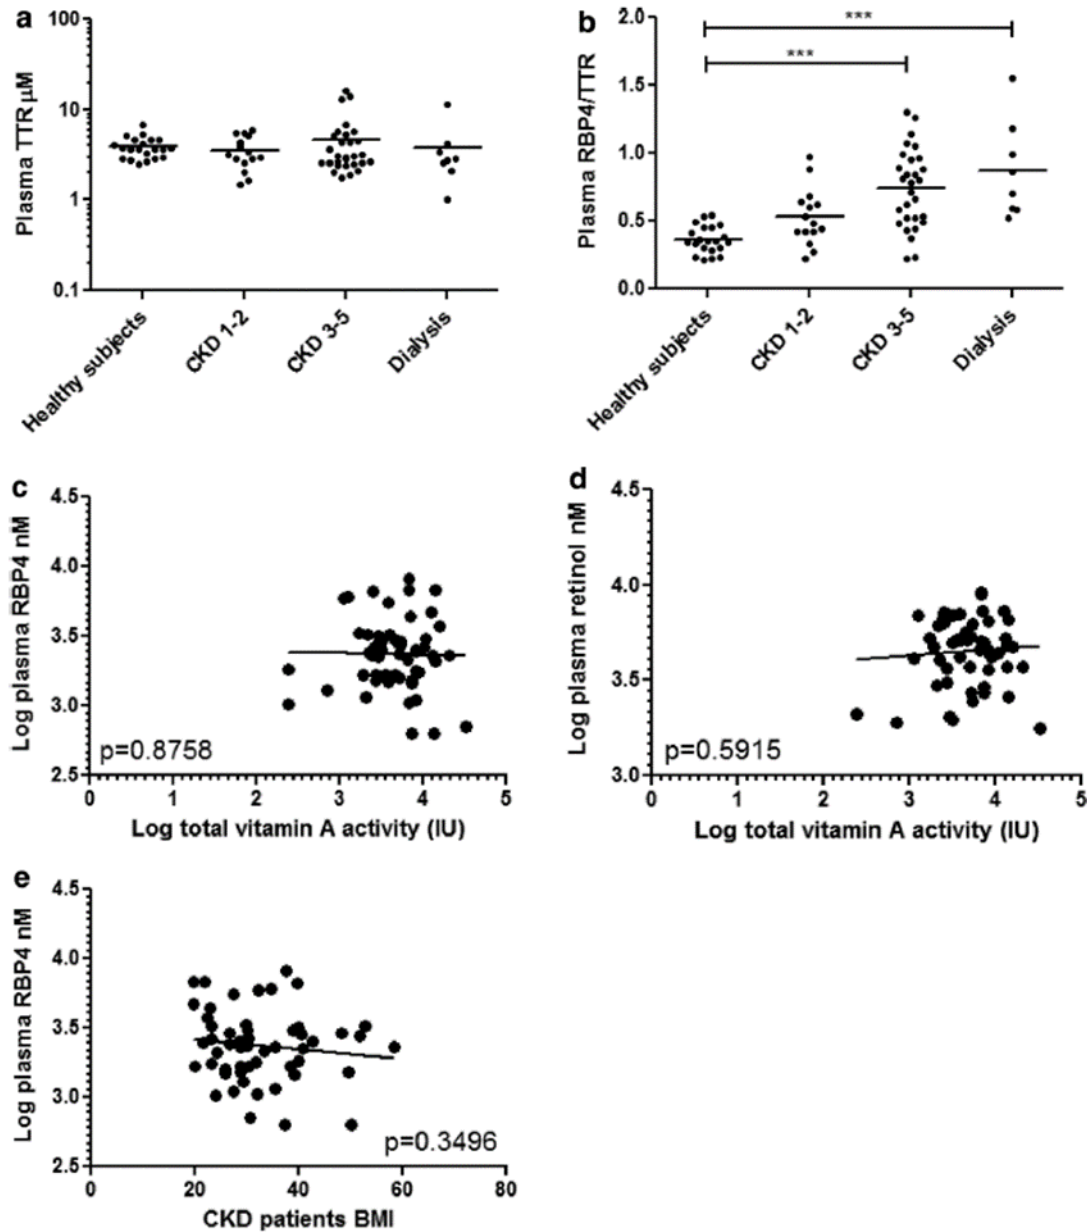 a
100
10
1
0.1
Plasma TTR µM
Healthy subjects
CKD 1-2
CKD 3-5
Dialysis
b
2.0
1.5
1.0
0.5
0.0
Plasma RBP4/TTR
***
***
Healthy subjects
CKD 1-2
CKD 3-5
Dialysis
c
4.5
4.0
3.5
3.0
2.5
Log plasma RBP4 nM
p=0.8758
0 1 2 3 4 5
Log total vitamin A activity (IU)
d
4.5
4.0
3.5
3.0
Log plasma retinol nM
p=0.5915
0 1 2 3 4 5
Log total vitamin A activity (IU)
e
4.5
4.0
3.5
3.0
2.5
Log plasma RBP4 nM
p=0.3496
0 20 40 60 80
CKD patients BMI